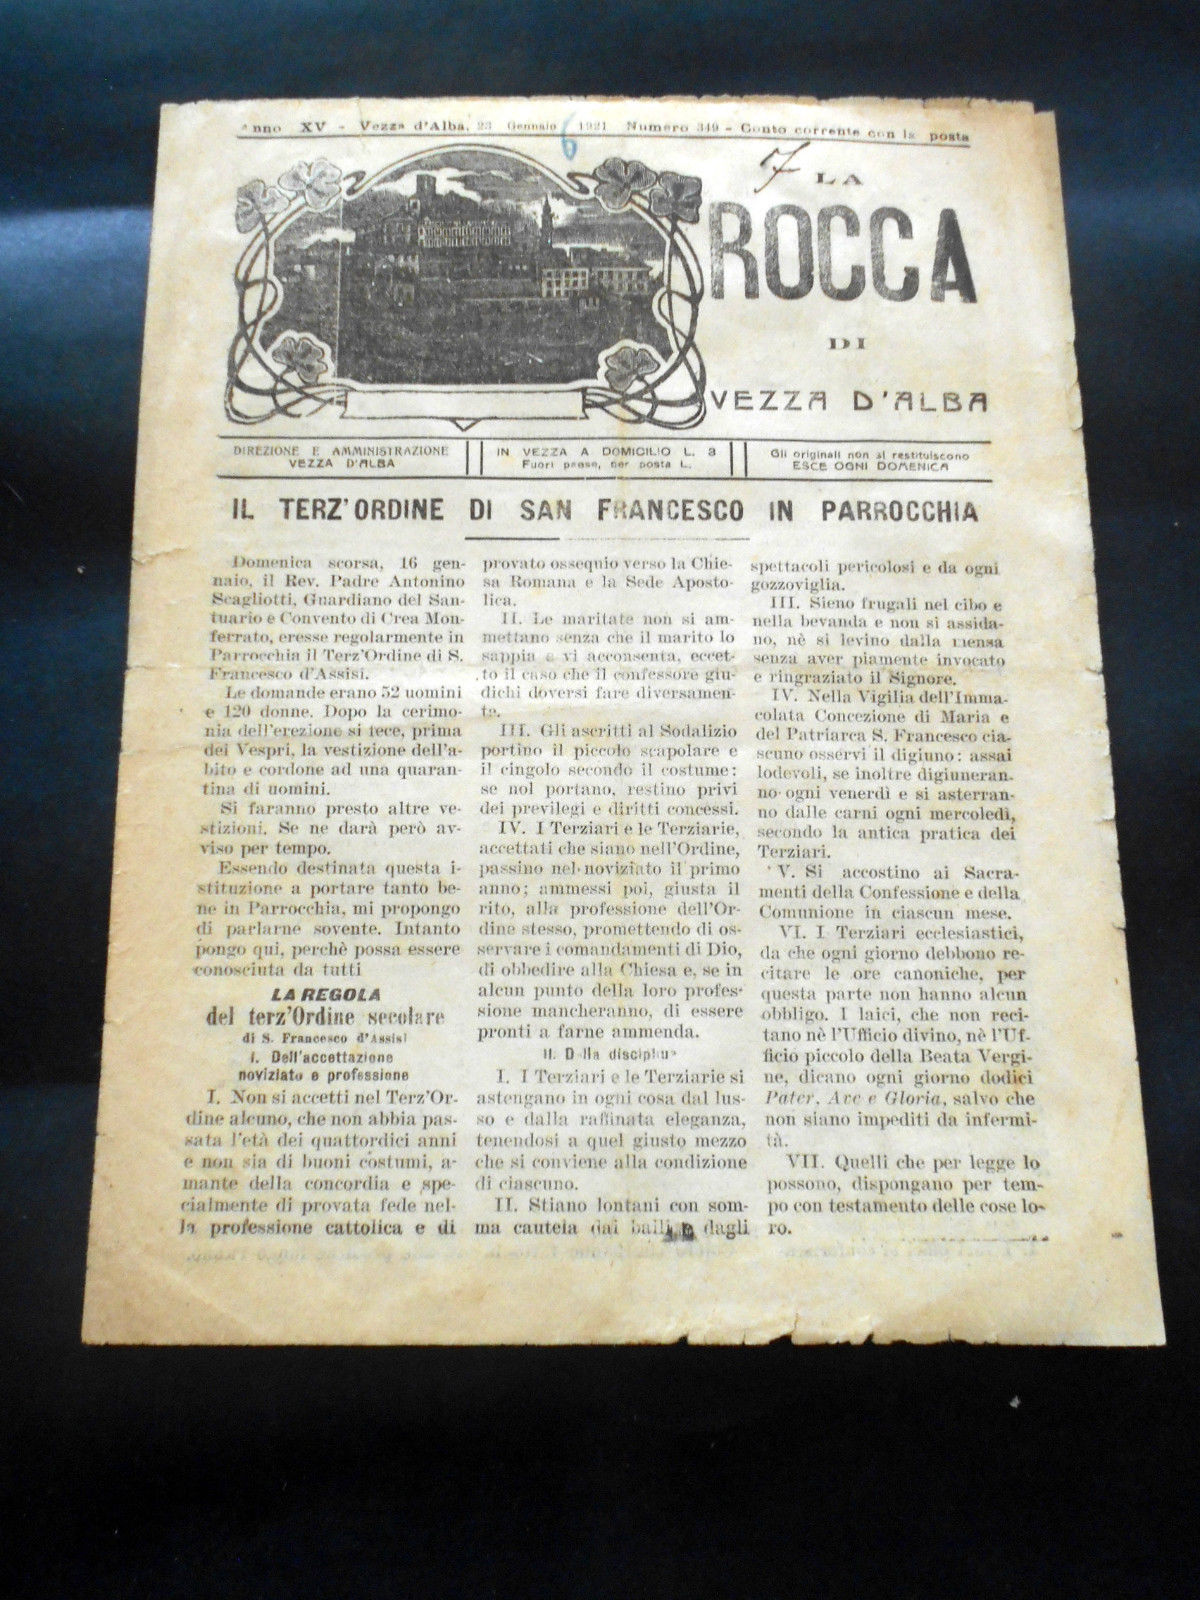 Anno XV - Vezza d'Alba, 23 Gennaio 1921 Numero 349 - Conto corrente con la posta
6
7
LA
ROCCA
DI
VEZZA D'ALBA
DIREZIONE E AMMINISTRAZIONE
VEZZA D'ALBA
IN VEZZA A DOMICILIO L. 3
Fuori paese, per posta L.
Gli originali non si restituiscono
ESCE OGNI DOMENICA
IL TERZ'ORDINE DI SAN FRANCESCO IN PARROCCHIA
Domenica scorsa, 16 gen-
naio, il Rev. Padre Antonino
Scagliotti, Guardiano del San-
tuario e Convento di Crea Mon-
ferrato, eresse regolarmente in
Parrocchia il Terz'Ordine di S.
Francesco d'Assisi.
Le domande erano 52 uomini
e 120 donne. Dopo la cerimo-
nia dell'erezione si fece, prima
dei Vespri, la vestizione dell'a-
bito e cordone ad una quaran-
tina di uomini.
Si faranno presto altre ve-
stizioni. Se ne darà però av-
viso per tempo.
Essendo destinata questa i-
stituzione a portare tanto be-
ne in Parrocchia, mi propongo
di parlarne sovente. Intanto
pongo qui, perchè possa essere
conosciuta da tutti
LA REGOLA
del terz'Ordine secolare
di S. Francesco d'Assisi
I. Dell'accettazione
noviziato e professione
I. Non si accetti nel Terz'Or-
dine alcuno, che non abbia pas-
sata l'età dei quattordici anni
e non sia di buoni costumi, a-
mante della concordia e spe-
cialmente di provata fede nel-
la professione cattolica e di
provato ossequio verso la Chie-
sa Romana e la Sede Aposto-
lica.
II. Le maritate non si am-
mettano senza che il marito lo
sappia e vi acconsenta, eccet-
to il caso che il confessore giu-
dichi doversi fare diversamen-
te.
III. Gli ascritti al Sodalizio
portino il piccolo scapolare e
il cingolo secondo il costume:
se nol portano, restino privi
dei previlegi e diritti concessi.
IV. I Terziari e le Terziarie,
accettati che siano nell'Ordine,
passino nel noviziato il primo
anno; ammessi poi, giusta il
rito, alla professione dell'Or-
dine stesso, promettendo di os-
servare i comandamenti di Dio,
di obbedire alla Chiesa e, se in
alcun punto della loro profes-
sione mancheranno, di essere
pronti a farne ammenda.
II. Della disciplina
I. I Terziari e le Terziarie si
astengano in ogni cosa dal lus-
so e dalla raffinata eleganza,
tenendosi a quel giusto mezzo
che si conviene alla condizione
di ciascuno.
II. Stiano lontani con som-
ma cautela dai balli e dagli
spettacoli pericolosi e da ogni
gozzoviglia.
III. Sieno frugali nel cibo e
nella bevanda e non si assida-
no, nè si levino dalla mensa
senza aver piamente invocato
e ringraziato il Signore.
IV. Nella Vigilia dell'Imma-
colata Concezione di Maria e
del Patriarca S. Francesco cia-
scuno osservi il digiuno: assai
lodevoli, se inoltre digiuneran-
no ogni venerdì e si asterran-
no dalle carni ogni mercoledì,
secondo la antica pratica dei
Terziari.
V. Si accostino ai Sacra-
menti della Confessione e della
Comunione in ciascun mese.
VI. I Terziari ecclesiastici,
da che ogni giorno debbono re-
citare le ore canoniche, per
questa parte non hanno alcun
obbligo. I laici, che non reci-
tano nè l'Ufficio divino, nè l'Uf-
ficio piccolo della Beata Vergi-
ne, dicano ogni giorno dodici
Pater, Ave e Gloria, salvo che
non siano impediti da infermi-
tà.
VII. Quelli che per legge lo
possono, dispongano per tem-
po con testamento delle cose lo-
ro.